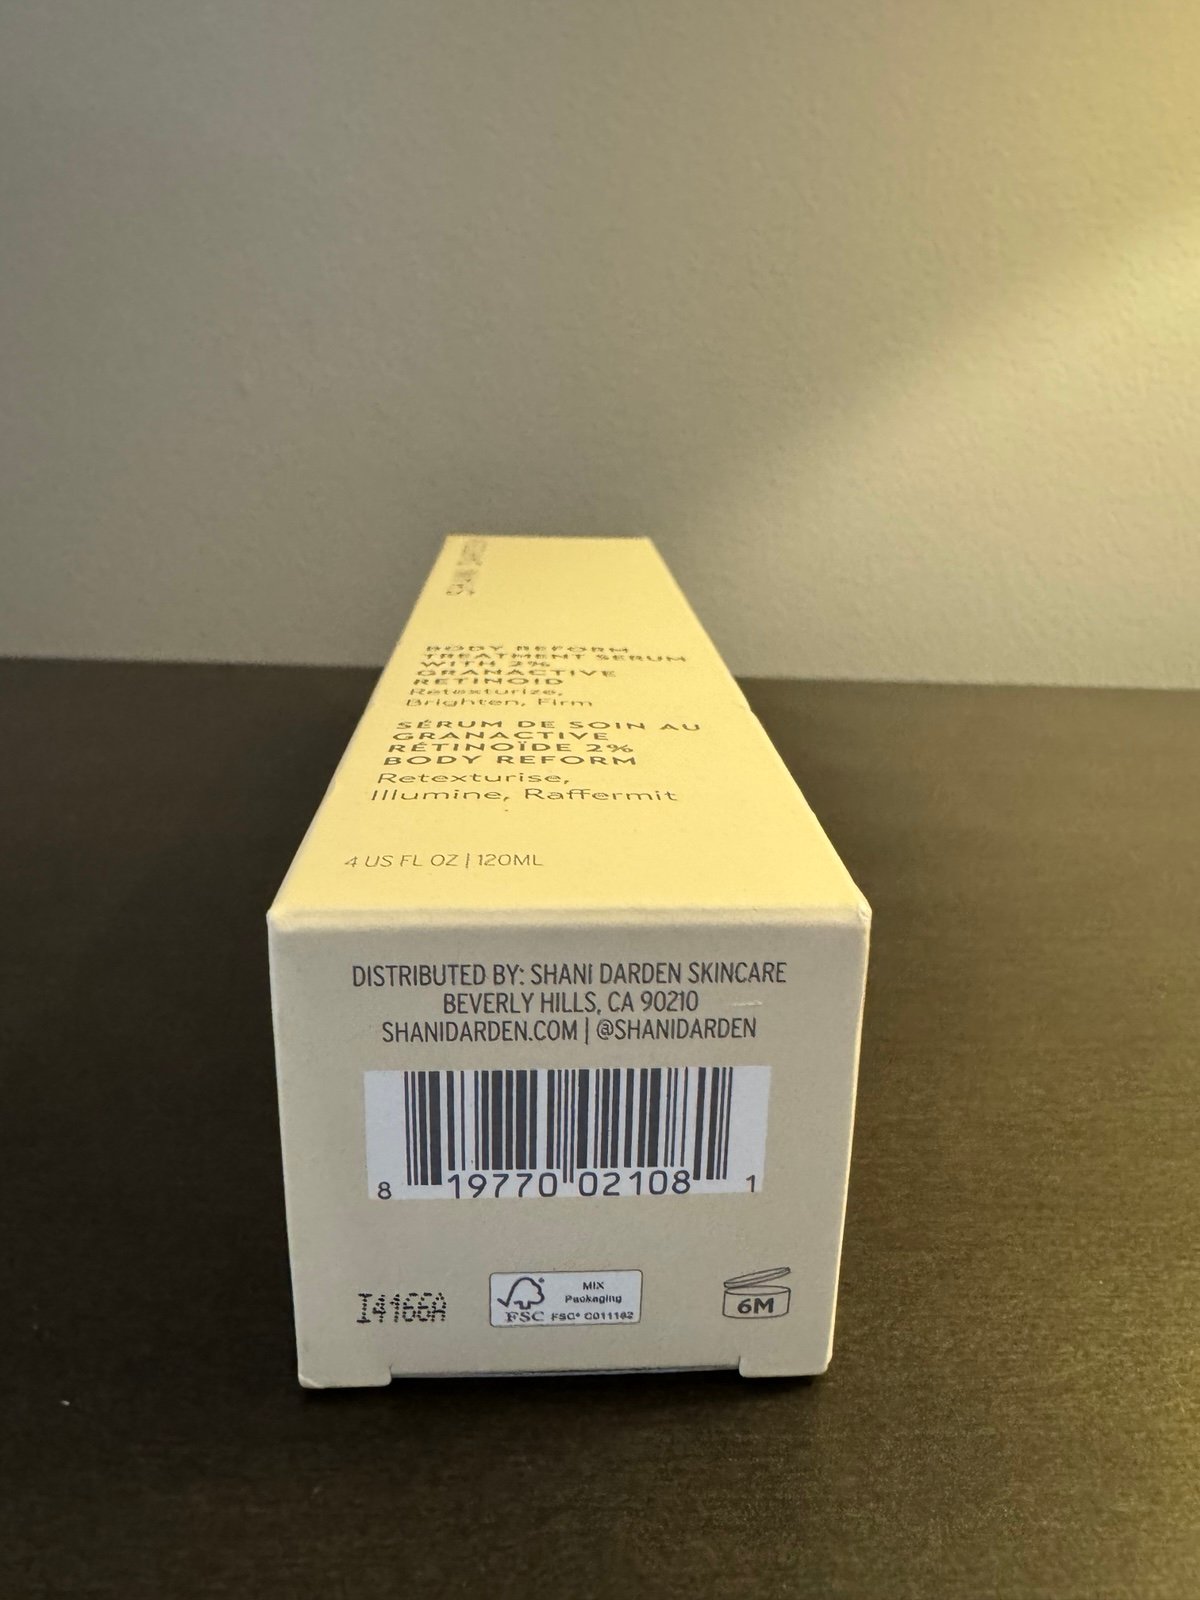 SHANI DARDEN
BODY REFORM
TREATMENT SERUM
WITH 2%
GRANACTIVE
RETINOID
Retexturize,
Brighten, Firm
SÉRUM DE SOIN AU
GRANACTIVE
RÉTINOÏDE 2%
BODY REFORM
Retexturise,
Illumine, Raffermit
4 US FL OZ | 120ML
DISTRIBUTED BY: SHANI DARDEN SKINCARE
BEVERLY HILLS, CA 90210
SHANIDARDEN.COM | @SHANIDARDEN
8 19770 02108 1
I4166A
MIX
Packaging
FSC FSC® C011182
6M